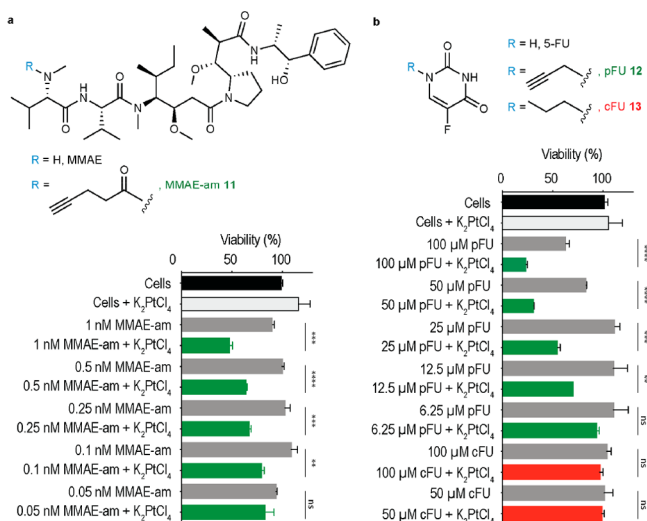 a
R
N
O
N
H
N
O
O
O
N
O
O
O
H
N
OH
R = H, MMAE
R =
O
, MMAE-am 11
Viability (%)
0 50 100
Cells
Cells + K₂PtCl₄
1 nM MMAE-am
1 nM MMAE-am + K₂PtCl₄
***
0.5 nM MMAE-am
0.5 nM MMAE-am + K₂PtCl₄
****
0.25 nM MMAE-am
0.25 nM MMAE-am + K₂PtCl₄
***
0.1 nM MMAE-am
0.1 nM MMAE-am + K₂PtCl₄
**
0.05 nM MMAE-am
0.05 nM MMAE-am + K₂PtCl₄
ns
b
R
N
O
NH
O
F
R = H, 5-FU
R =
, pFU 12
R =
, cFU 13
Viability (%)
0 50 100
Cells
Cells + K₂PtCl₄
100 µM pFU
100 µM pFU + K₂PtCl₄
****
50 µM pFU
50 µM pFU + K₂PtCl₄
****
25 µM pFU
25 µM pFU + K₂PtCl₄
***
12.5 µM pFU
12.5 µM pFU + K₂PtCl₄
**
6.25 µM pFU
6.25 µM pFU + K₂PtCl₄
ns
100 µM cFU
100 µM cFU + K₂PtCl₄
ns
50 µM cFU
50 µM cFU + K₂PtCl₄
ns